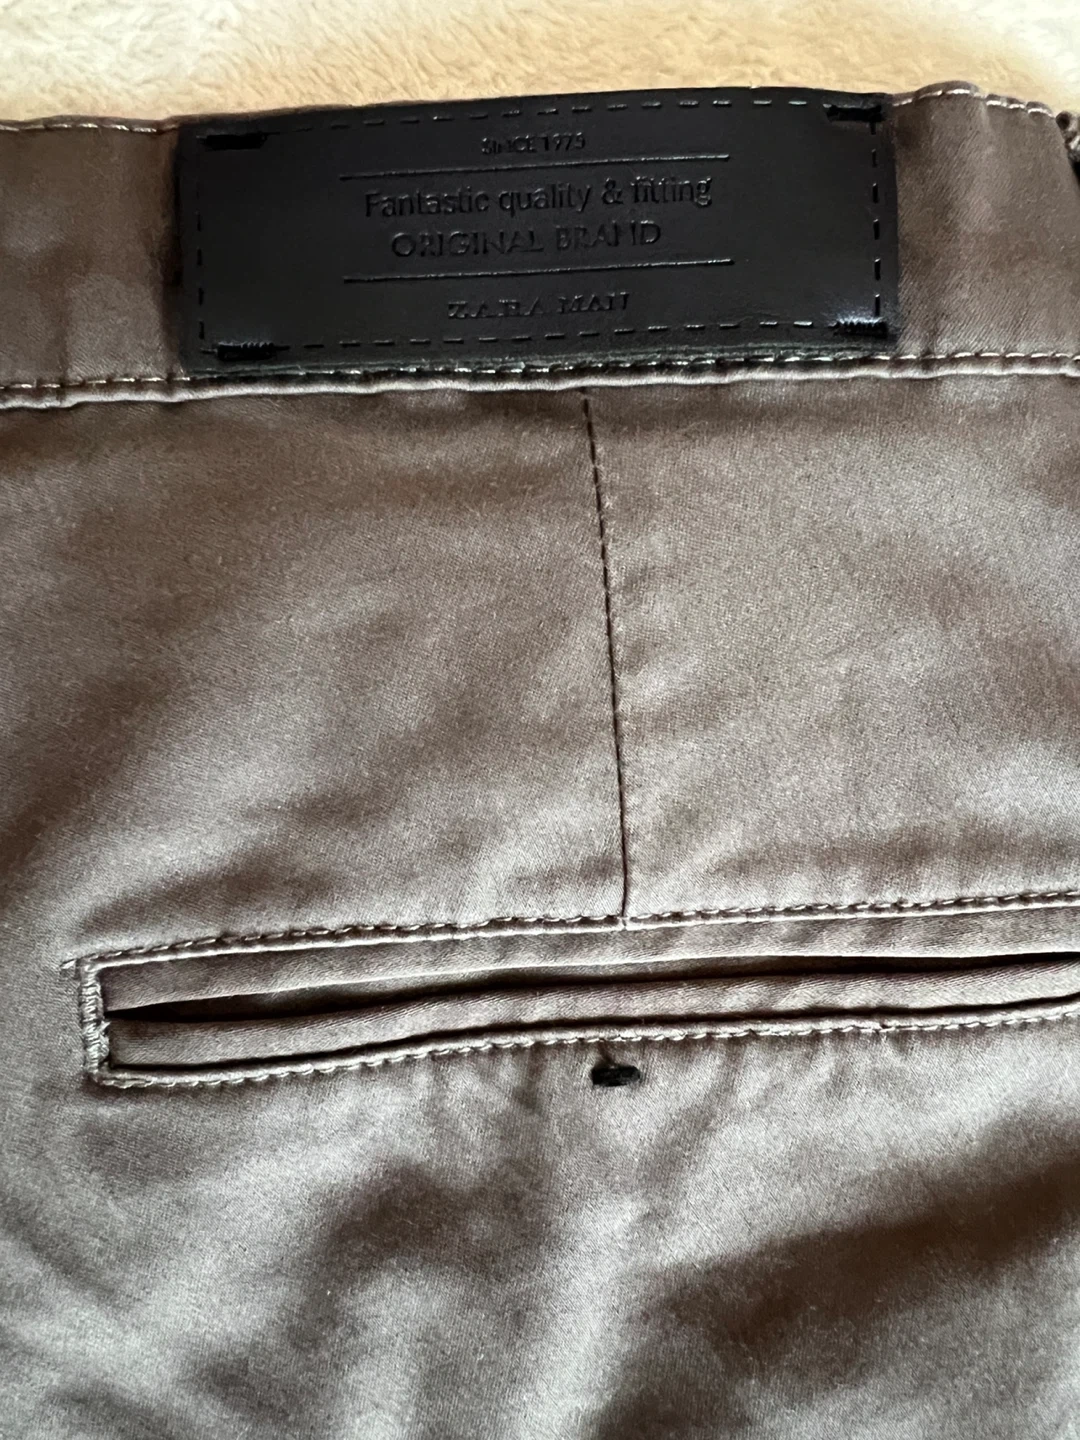 SINCE 1975
Fantastic quality & fitting
ORIGINAL BRAND
ZARA MAN